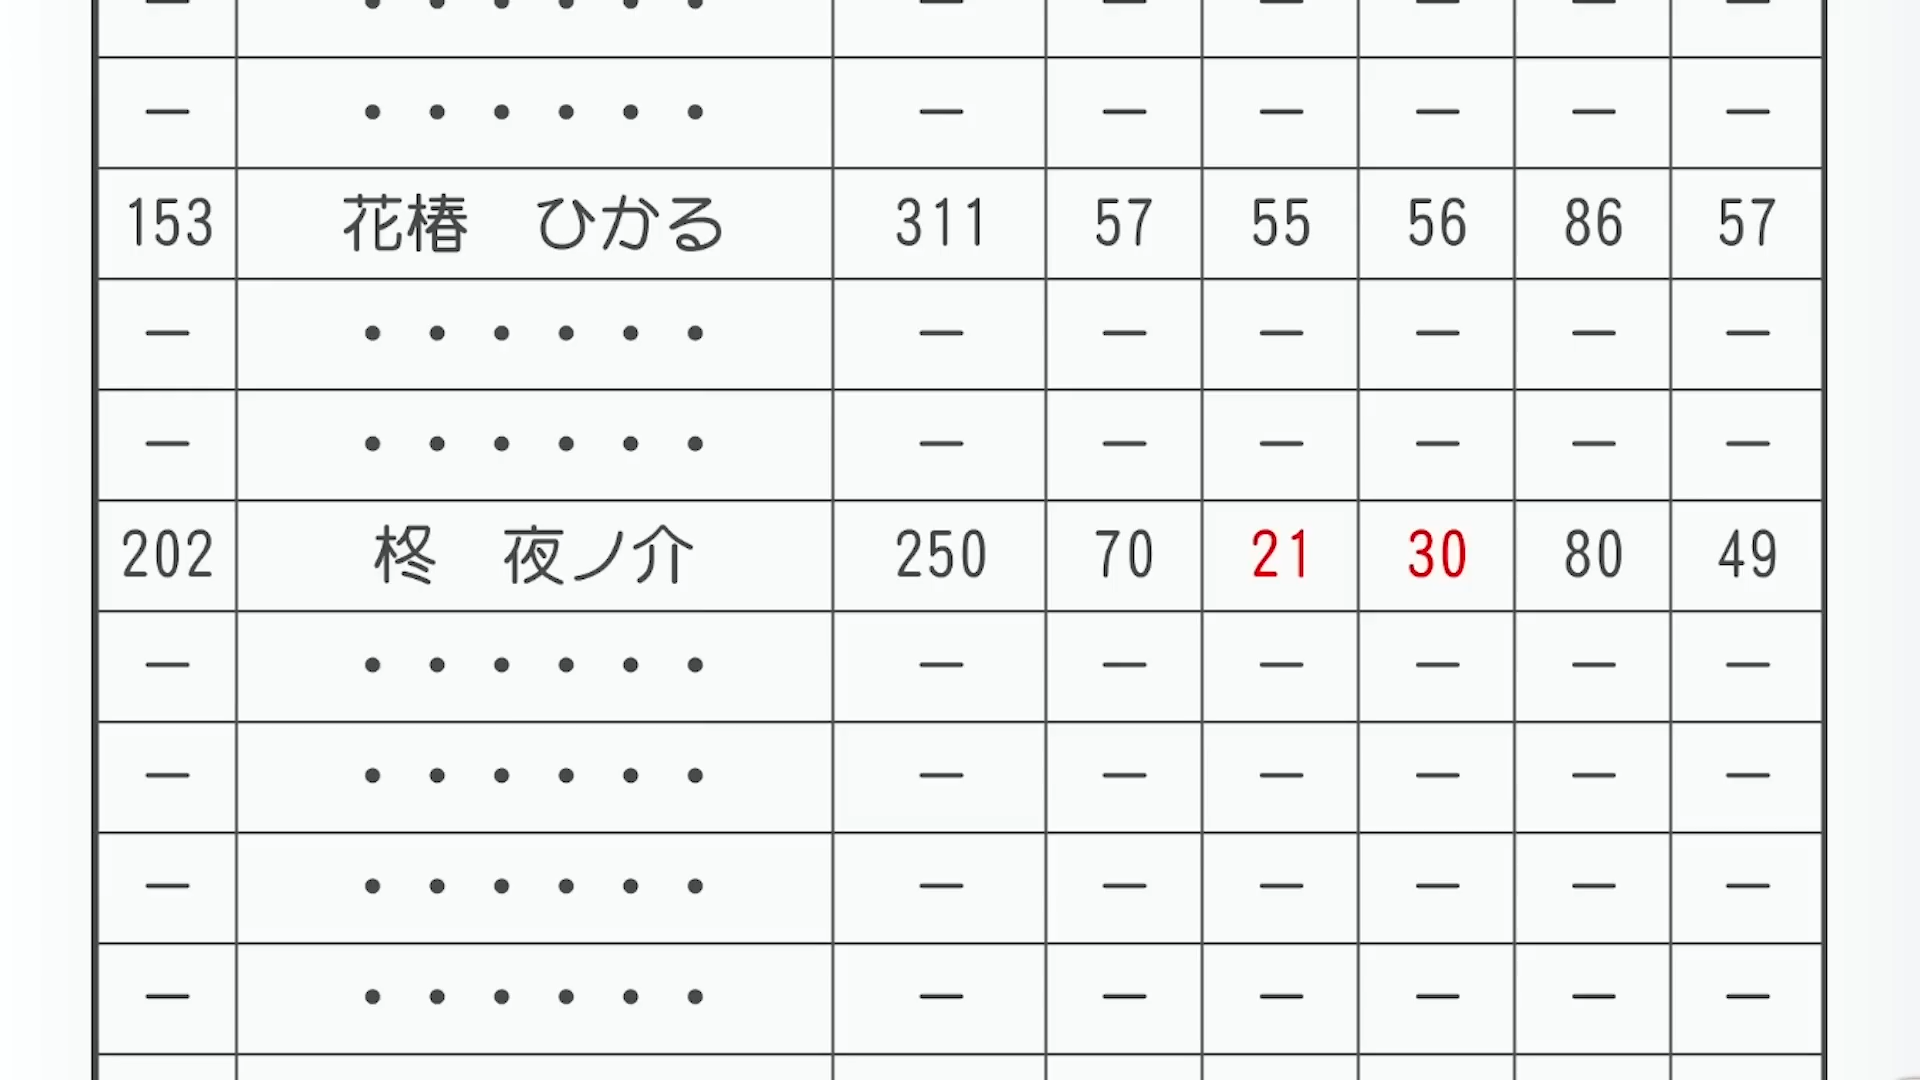 — ・・・・・・ — — — — — —
— ・・・・・・ — — — — — —
153 花椿　ひかる 311 57 55 56 86 57
— ・・・・・・ — — — — — —
— ・・・・・・ — — — — — —
202 柊　夜ノ介 250 70 21 30 80 49
— ・・・・・・ — — — — — —
— ・・・・・・ — — — — — —
— ・・・・・・ — — — — — —
— ・・・・・・ — — — — — —